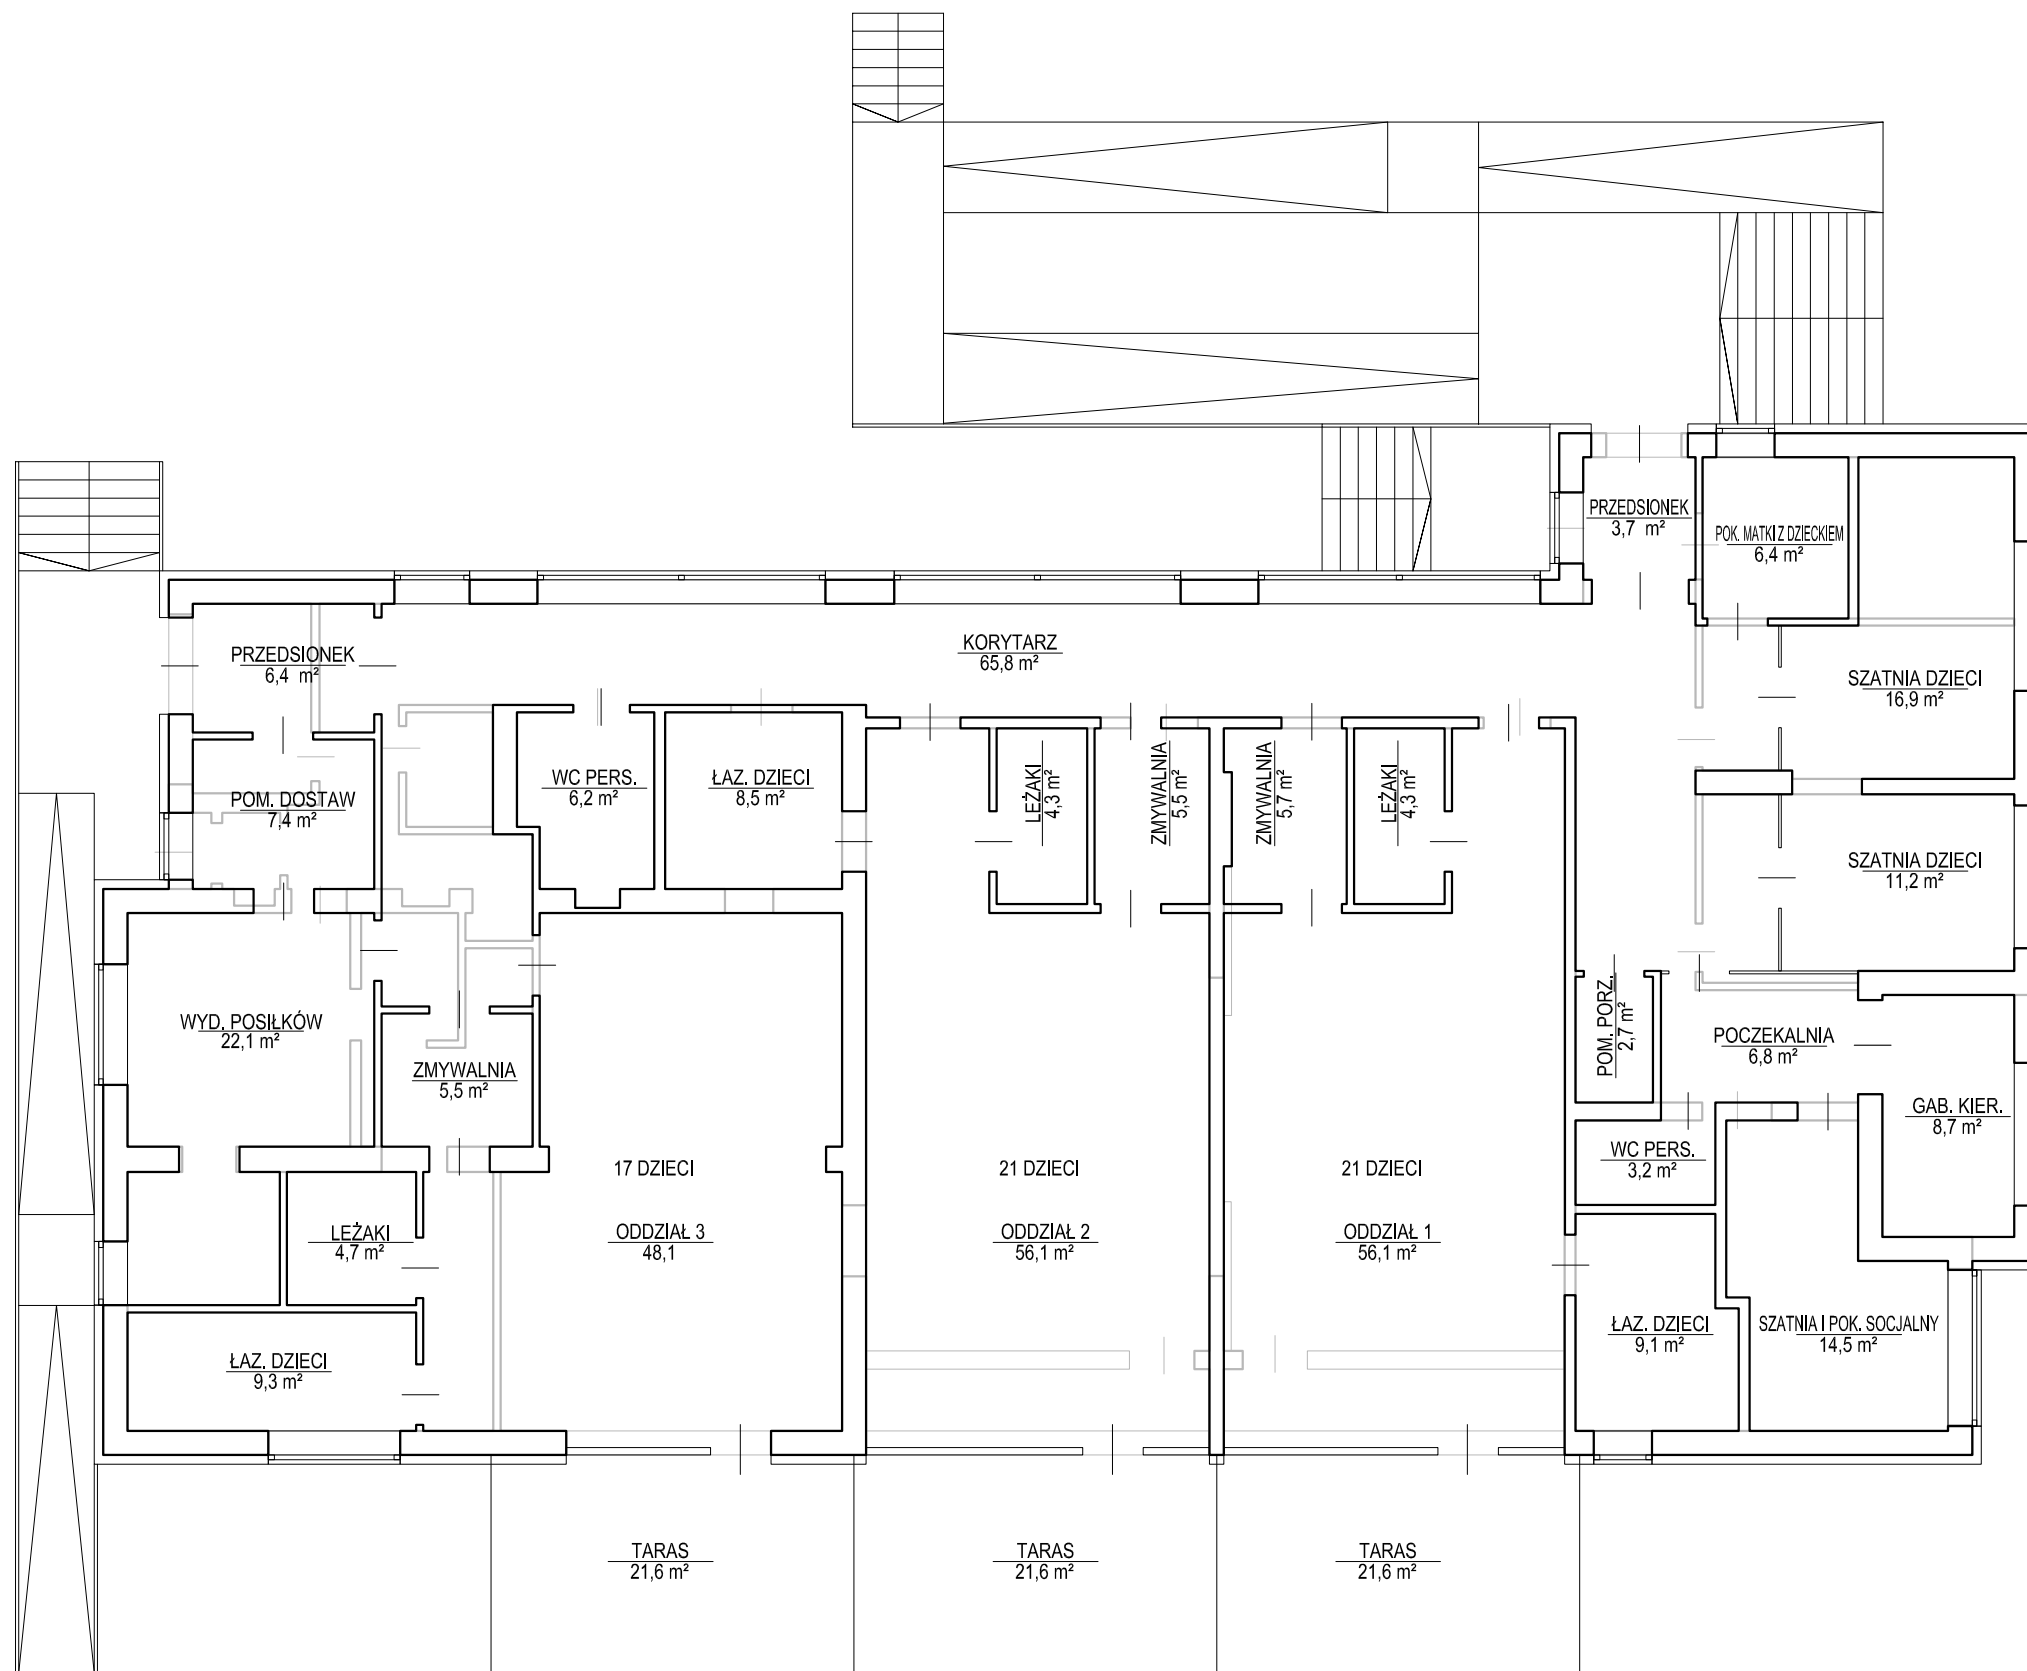 PRZEDSIONEK
3,7 m²
POK. MATKI Z DZIECKIEM
6,4 m²
PRZEDSIONEK
6,4 m²
KORYTARZ
65,8 m²
SZATNIA DZIECI
16,9 m²
WC PERS.
6,2 m²
ŁAZ. DZIECI
8,5 m²
LEŻAKI
4,3 m²
ZMYWALNIA
5,5 m²
ZMYWALNIA
5,7 m²
LEŻAKI
4,3 m²
POM. DOSTAW
7,4 m²
SZATNIA DZIECI
11,2 m²
WYD. POSIŁKÓW
22,1 m²
ZMYWALNIA
5,5 m²
POM. PORZ.
2,7 m²
POCZEKALNIA
6,8 m²
GAB. KIER.
8,7 m²
WC PERS.
3,2 m²
17 DZIECI
21 DZIECI
21 DZIECI
LEŻAKI
4,7 m²
ODDZIAŁ 3
48,1
ODDZIAŁ 2
56,1 m²
ODDZIAŁ 1
56,1 m²
ŁAZ. DZIECI
9,1 m²
SZATNIA I POK. SOCJALNY
14,5 m²
ŁAZ. DZIECI
9,3 m²
TARAS
21,6 m²
TARAS
21,6 m²
TARAS
21,6 m²